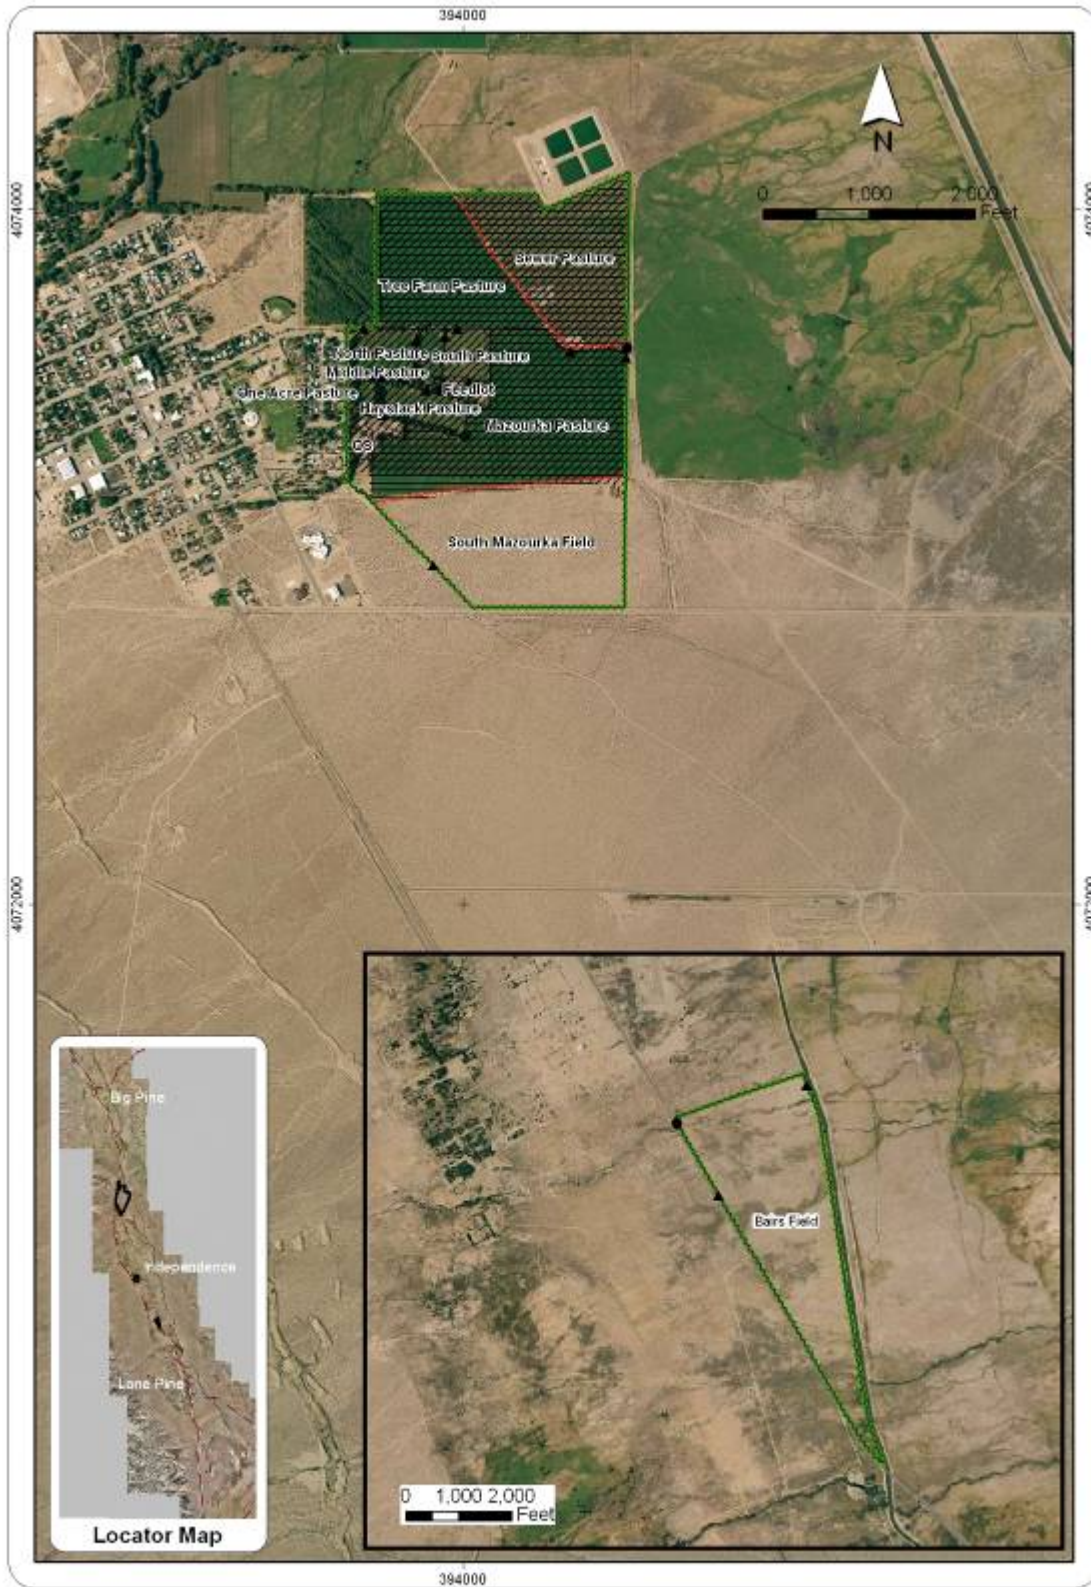 394000
N
4074000
4074000
0 1,000 2,000
Feet
Sewer Pasture
Tree Farm Pasture
North Pasture
South Pasture
Middle Pasture
One Acre Pasture
Feedlot
Haystack Pasture
Mazourka Pasture
South Mazourka Field
4072000
4072000
Big Pine
Independence
Lone Pine
Locator Map
Bairs Field
0 1,000 2,000
Feet
394000